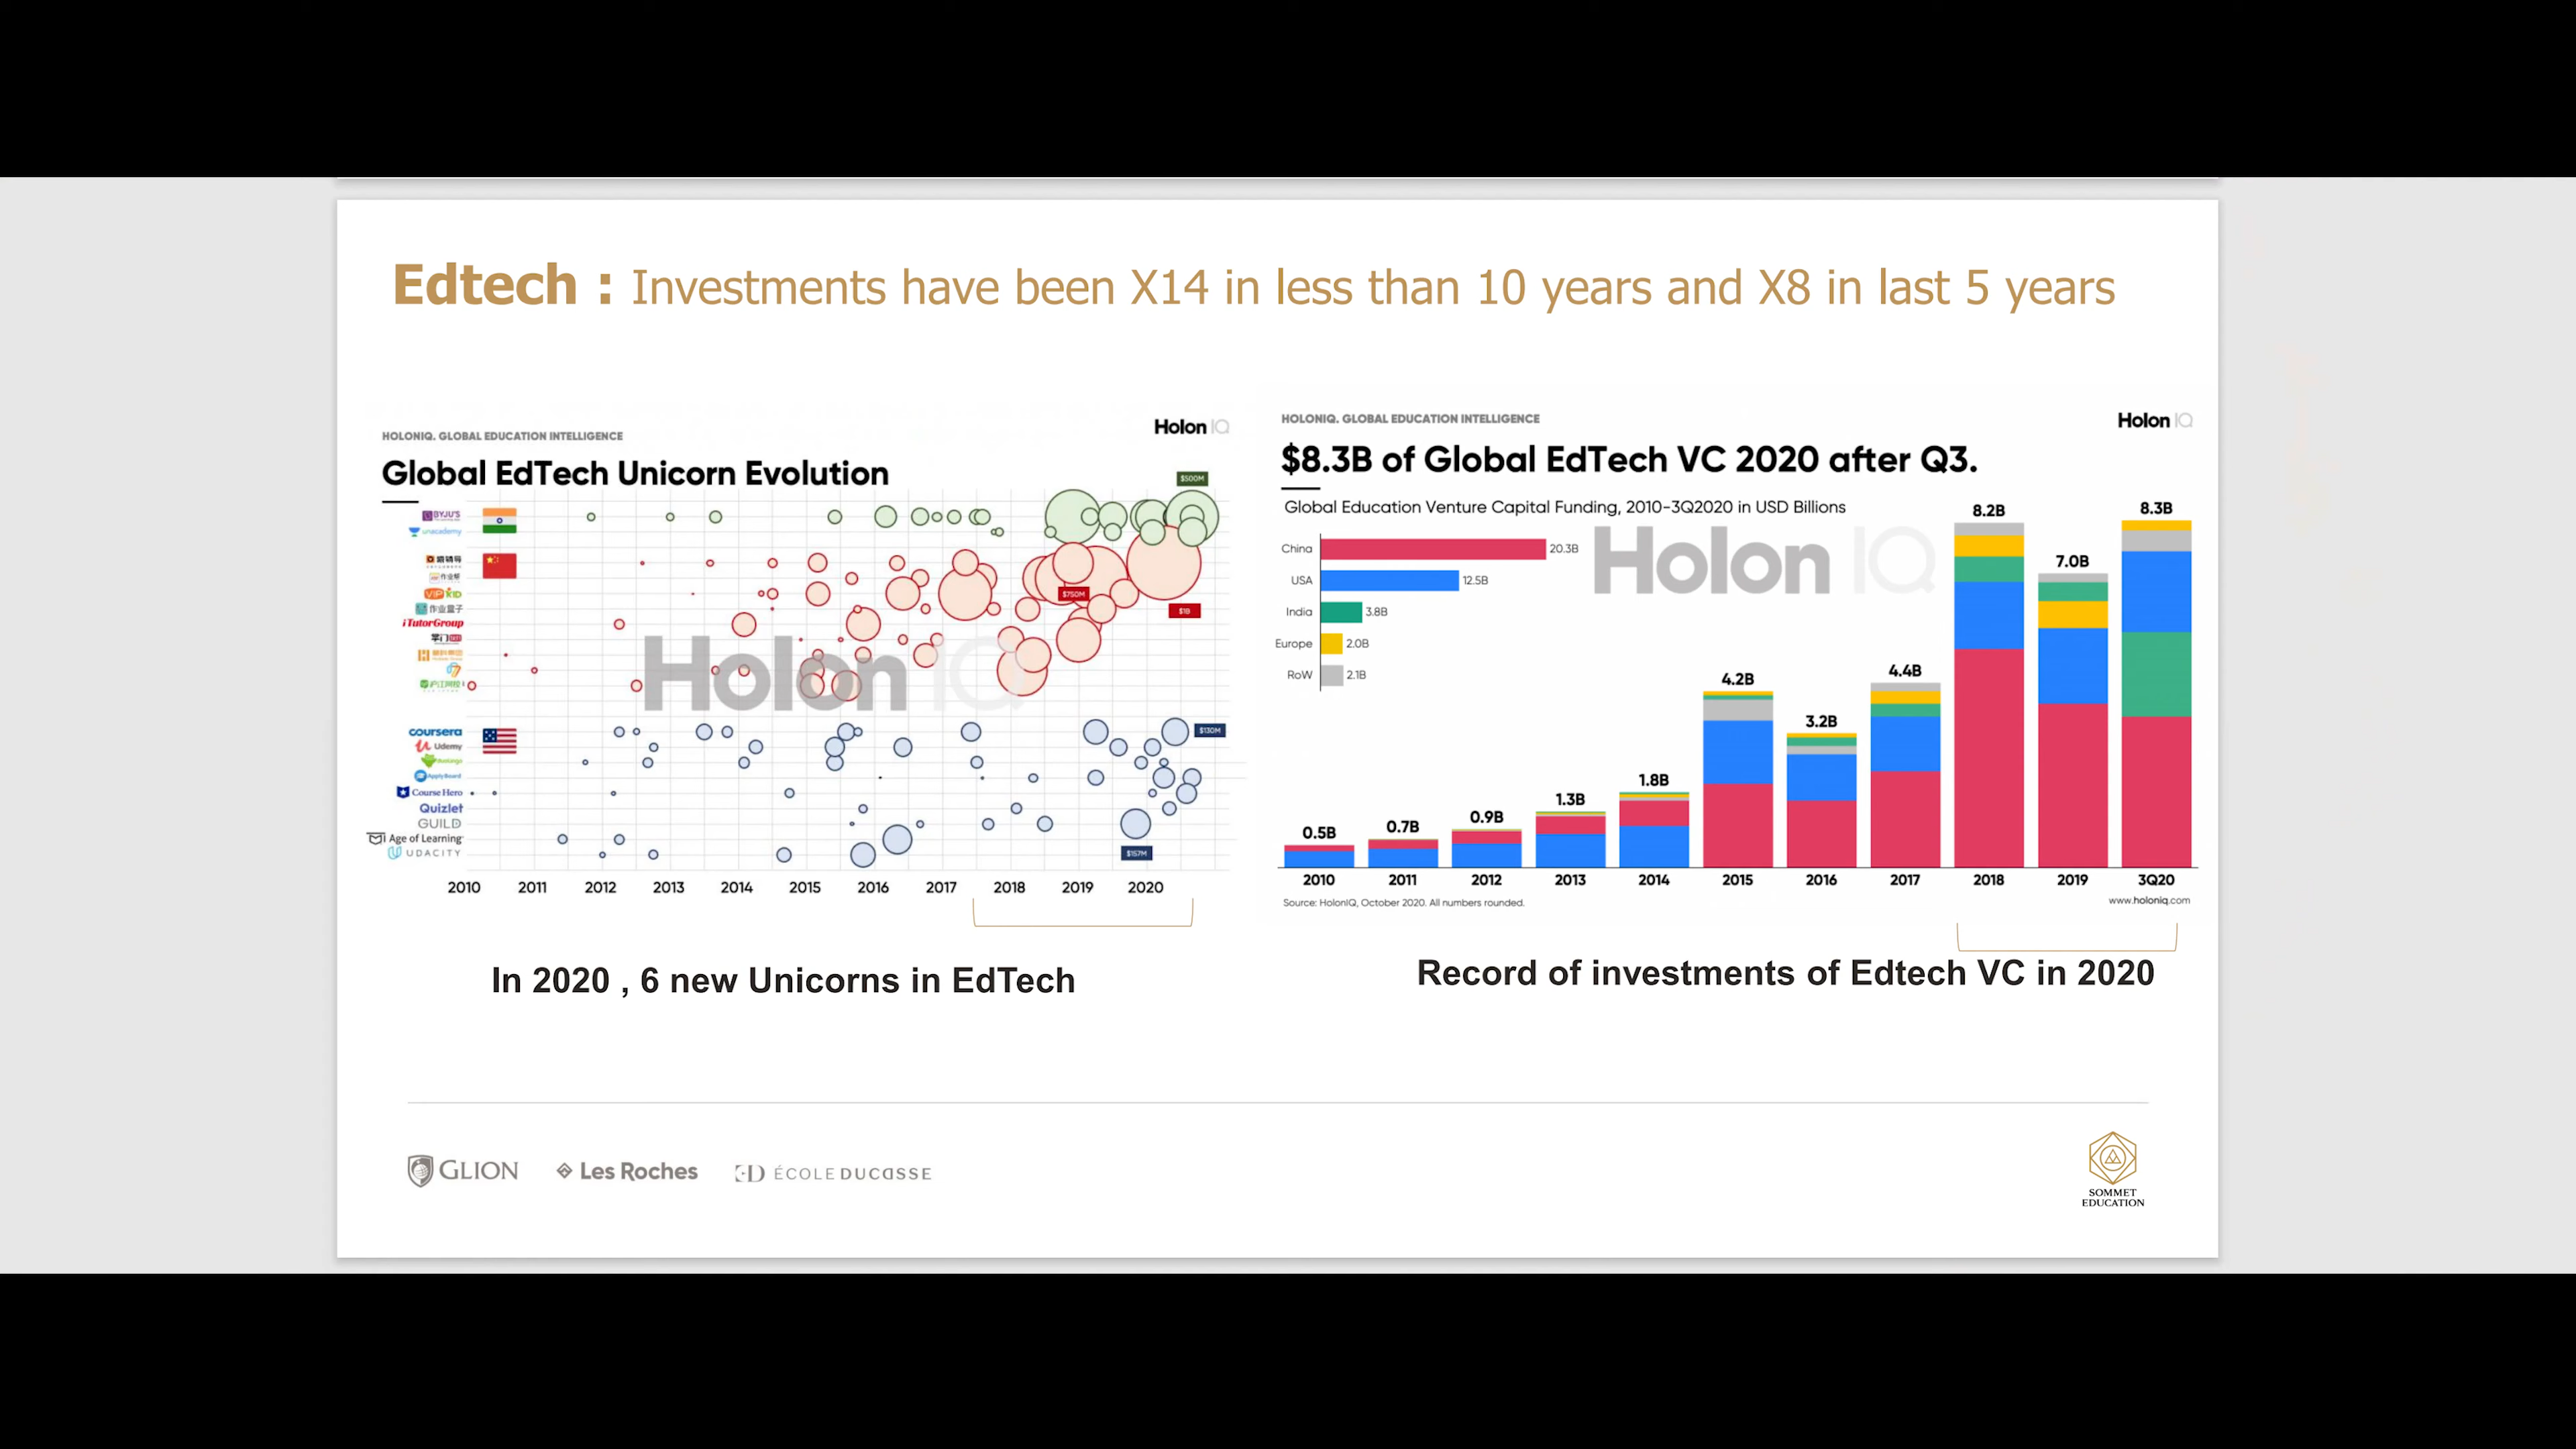 Edtech : Investments have been X14 in less than 10 years and X8 in last 5 years
HOLONIQ. GLOBAL EDUCATION INTELLIGENCE
Holon IQ
Global EdTech Unicorn Evolution
$500M
BYJU'S
unacademy
VIPKID
$750M
作业盒子
$1B
iTutorGroup
Holon IQ
coursera
$130M
Udemy
duolingo
ApplyBoard
Course Hero
Quizlet
GUILD
Age of Learning
UDACITY
$157M
2010 2011 2012 2013 2014 2015 2016 2017 2018 2019 2020
In 2020 , 6 new Unicorns in EdTech
HOLONIQ. GLOBAL EDUCATION INTELLIGENCE
Holon IQ
$8.3B of Global EdTech VC 2020 after Q3.
Global Education Venture Capital Funding, 2010-3Q2020 in USD Billions
China 20.3B
USA 12.5B
India 3.8B
Europe 2.0B
RoW 2.1B
Holon IQ
0.5B 0.7B 0.9B 1.3B 1.8B 4.2B 3.2B 4.4B 8.2B 7.0B 8.3B
2010 2011 2012 2013 2014 2015 2016 2017 2018 2019 3Q20
Source: HolonIQ, October 2020. All numbers rounded.
www.holoniq.com
Record of investments of Edtech VC in 2020
GLION
Les Roches
ÉCOLE DUCASSE
SOMMET
EDUCATION